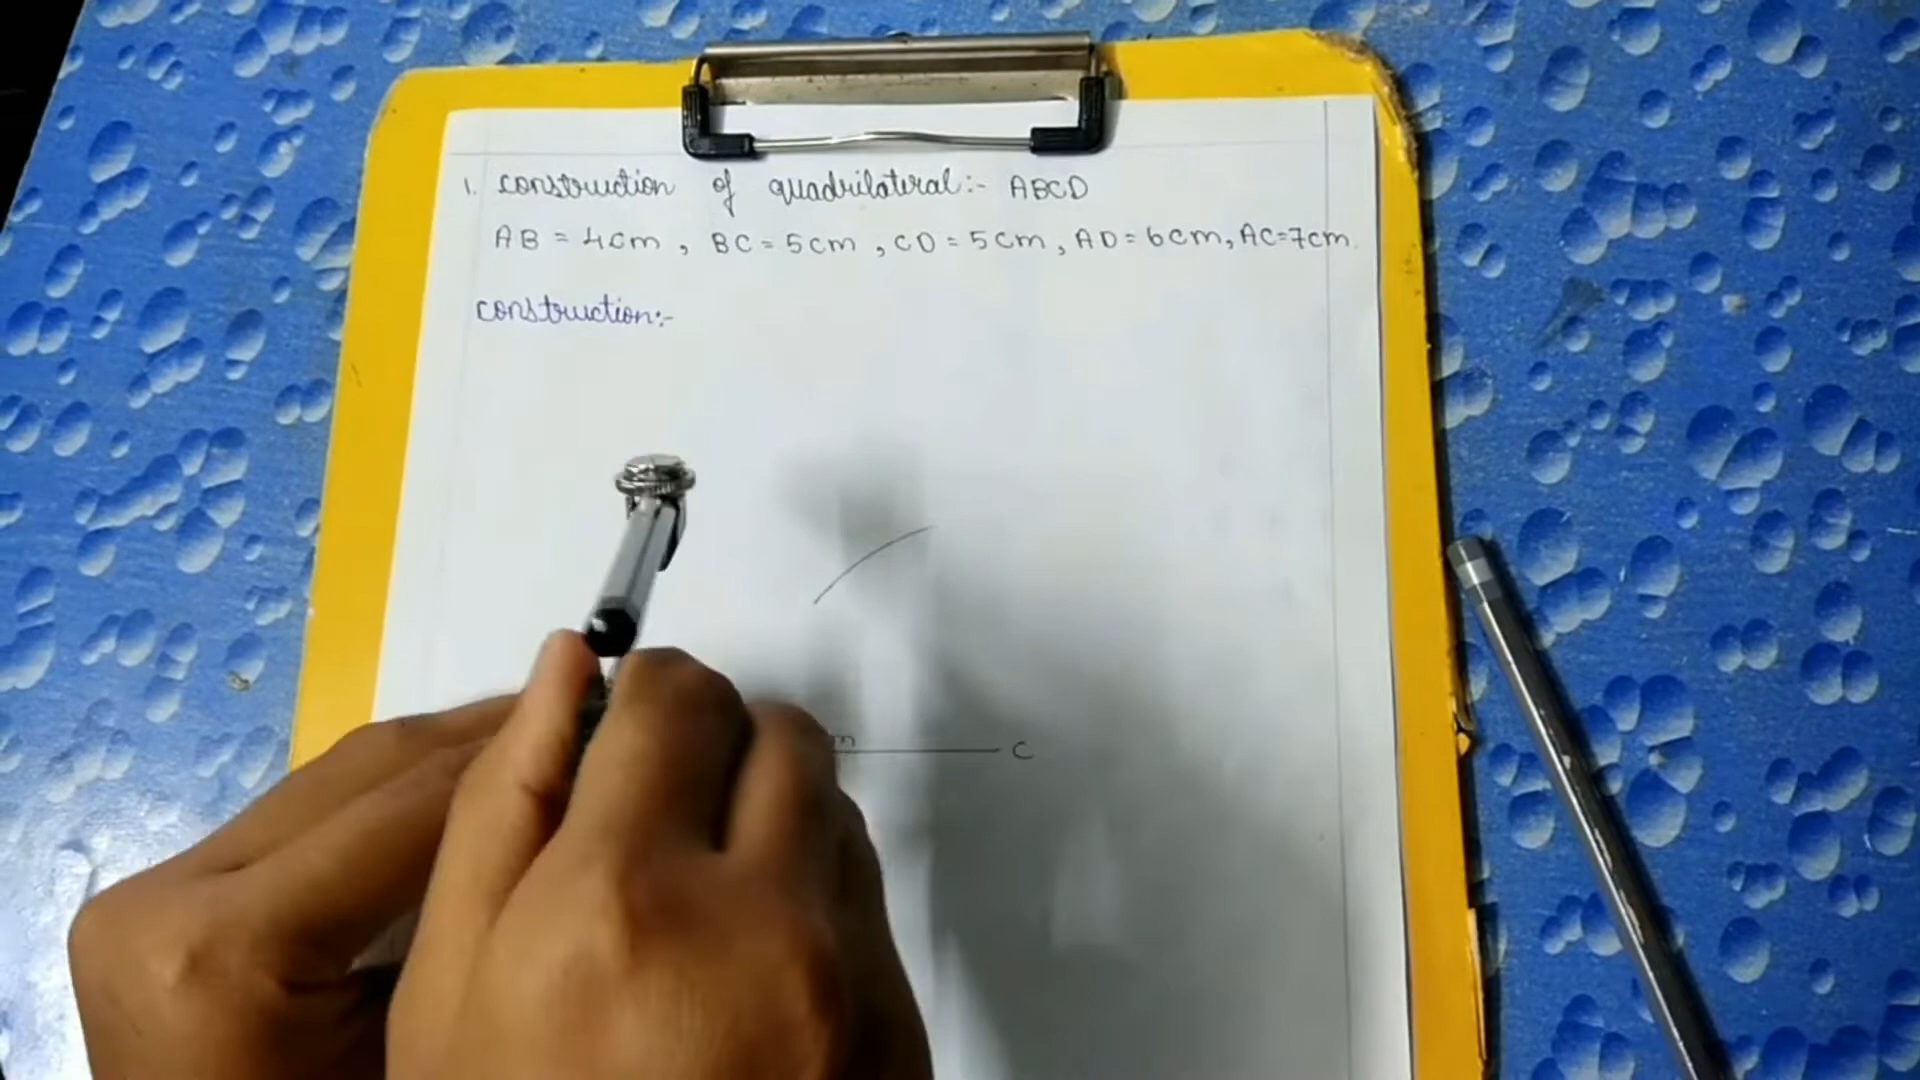 1. construction of quadrilateral:- ABCD
AB = 4cm, BC = 5cm, CD = 5cm, AD = 6cm, AC=7cm.
construction:-
m
C